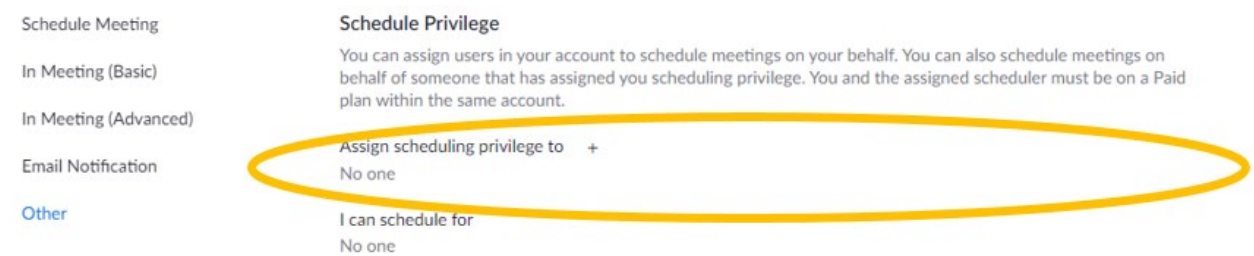 Schedule Meeting
In Meeting (Basic)
In Meeting (Advanced)
Email Notification
Other
Schedule Privilege
You can assign users in your account to schedule meetings on your behalf. You can also schedule meetings on
behalf of someone that has assigned you scheduling privilege. You and the assigned scheduler must be on a Paid
plan within the same account.
Assign scheduling privilege to +
No one
I can schedule for
No one